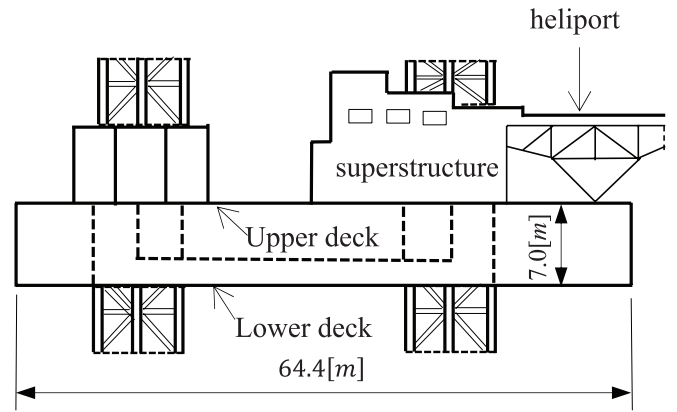 heliport
superstructure
Upper deck
7.0[m]
Lower deck
64.4[m]